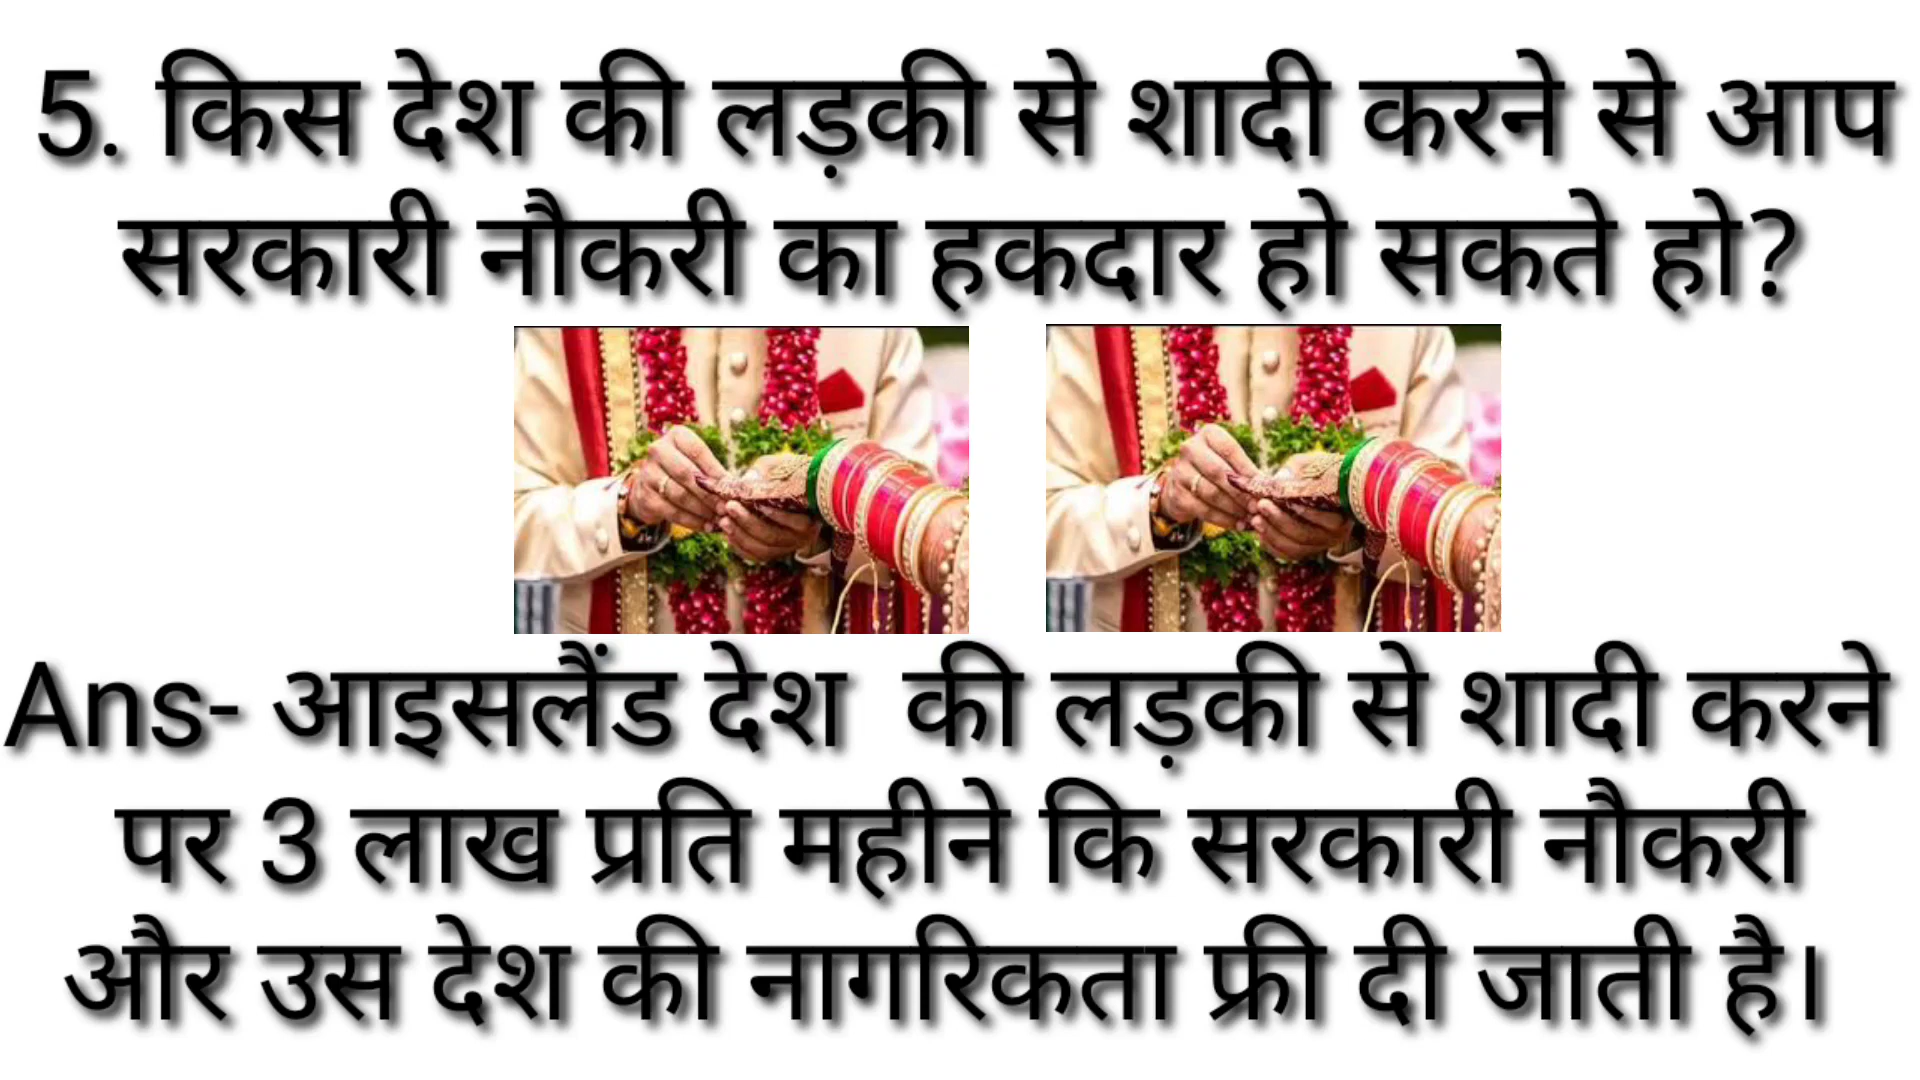 5. किस देश की लड़की से शादी करने से आप
सरकारी नौकरी का हकदार हो सकते हो?
Ans- आइसलैंड देश की लड़की से शादी करने
पर 3 लाख प्रति महीने कि सरकारी नौकरी
और उस देश की नागरिकता फ्री दी जाती है।